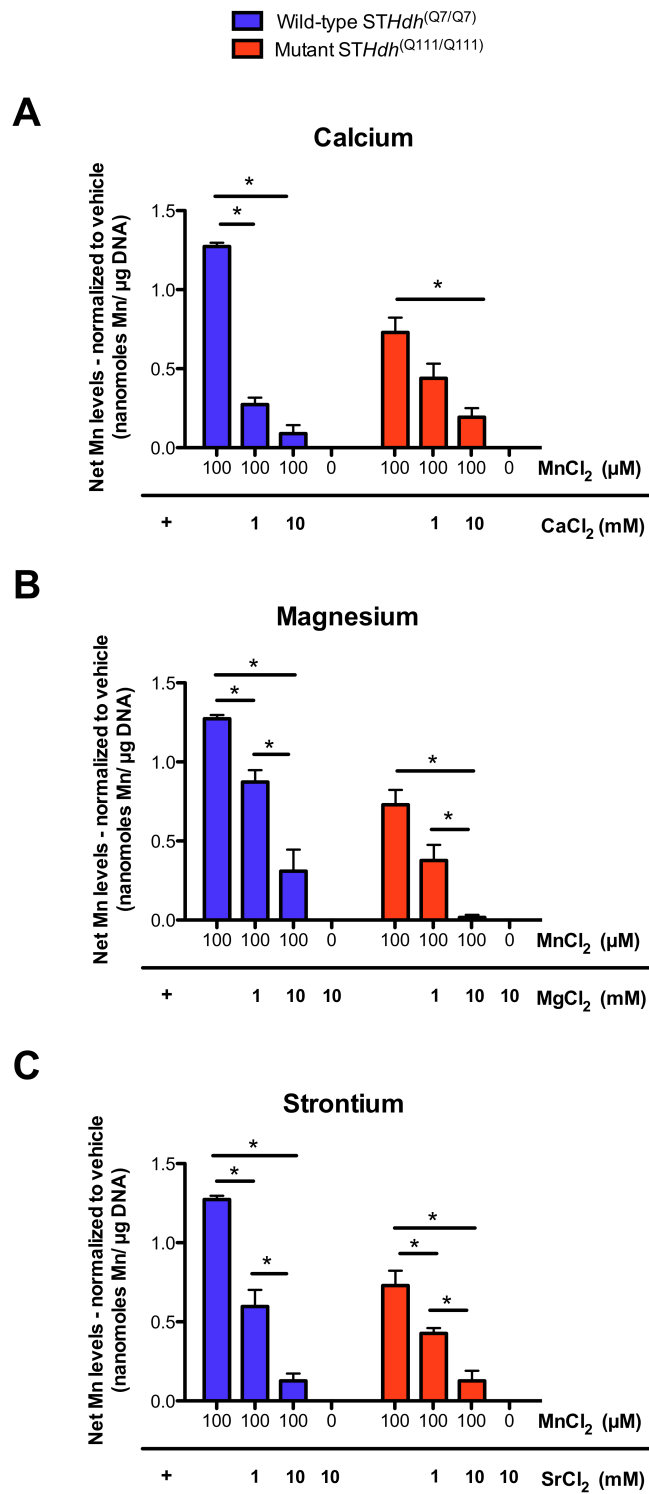 Wild-type STHdh(Q7/Q7)
Mutant STHdh(Q111/Q111)
A
Calcium
Net Mn levels - normalized to vehicle
(nanomoles Mn/ µg DNA)
1.5
1.0
0.5
0.0
* * *
100 100 100 0 100 100 100 0 MnCl2 (µM)
+ 1 10 1 10 CaCl2 (mM)
B
Magnesium
Net Mn levels - normalized to vehicle
(nanomoles Mn/ µg DNA)
1.5
1.0
0.5
0.0
* * * * *
100 100 100 0 100 100 100 0 MnCl2 (µM)
+ 1 10 10 1 10 10 MgCl2 (mM)
C
Strontium
Net Mn levels - normalized to vehicle
(nanomoles Mn/ µg DNA)
1.5
1.0
0.5
0.0
* * * * * *
100 100 100 0 100 100 100 0 MnCl2 (µM)
+ 1 10 10 1 10 10 SrCl2 (mM)